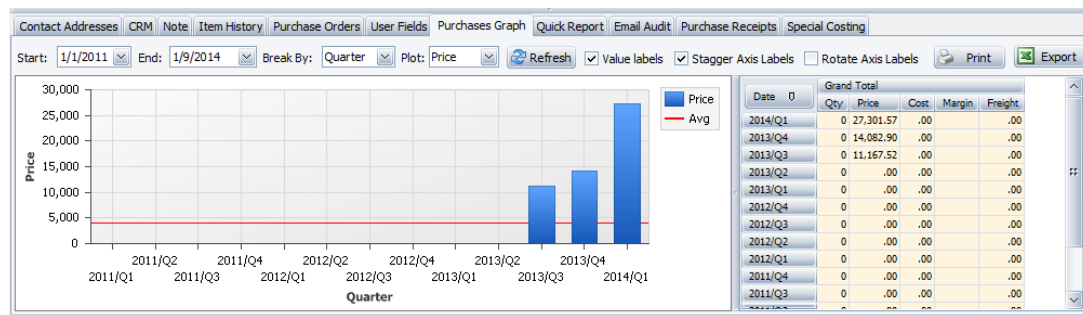 Contact Addresses CRM Note Item History Purchase Orders User Fields Purchases Graph Quick Report Email Audit Purchase Receipts Special Costing
Start: 1/1/2011 End: 1/9/2014 Break By: Quarter Plot: Price Refresh Value labels Stagger Axis Labels Rotate Axis Labels Print Export
30,000
25,000
20,000
15,000
10,000
5,000
0
Price
2011/Q2 2011/Q4 2012/Q2 2012/Q4 2013/Q2 2013/Q4
2011/Q1 2011/Q3 2012/Q1 2012/Q3 2013/Q1 2013/Q3 2014/Q1
Quarter
Price
Avg
Grand Total
Date Qty Price Cost Margin Freight
2014/Q1 0 27,301.57 .00 .00
2013/Q4 0 14,082.90 .00 .00
2013/Q3 0 11,167.52 .00 .00
2013/Q2 0 .00 .00 .00
2013/Q1 0 .00 .00 .00
2012/Q4 0 .00 .00 .00
2012/Q3 0 .00 .00 .00
2012/Q2 0 .00 .00 .00
2012/Q1 0 .00 .00 .00
2011/Q4 0 .00 .00 .00
2011/Q3 0 .00 .00 .00